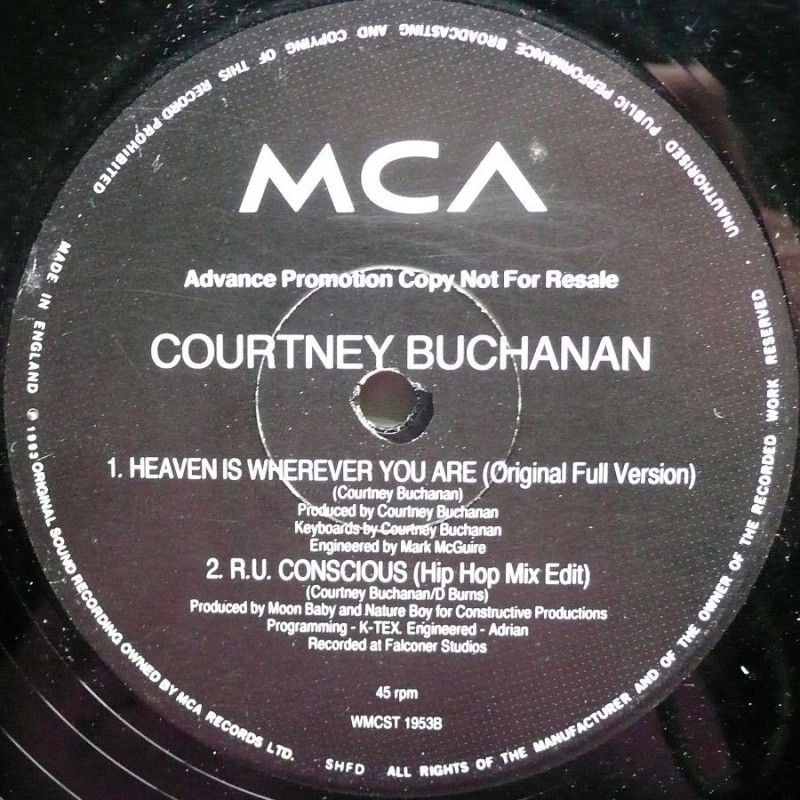 MCA
Advance Promotion Copy Not For Resale
COURTNEY BUCHANAN
1. HEAVEN IS WHEREVER YOU ARE (Original Full Version)
(Courtney Buchanan)
Produced by Courtney Buchanan
Keyboards by Courtney Buchanan
Engineered by Mark McGuire
2. R.U. CONSCIOUS (Hip Hop Mix Edit)
(Courtney Buchanan/D Burns)
Produced by Moon Baby and Nature Boy for Constructive Productions
Programming - K-TEX. Engineered - Adrian
Recorded at Falconer Studios
45 rpm
WMCST 1953B
MADE IN ENGLAND ℗ 1993 ORIGINAL SOUND RECORDING OWNED BY MCA RECORDS LTD. SHFD ALL RIGHTS OF THE MANUFACTURER AND OF THE OWNER OF THE RECORDED WORK RESERVED
UNAUTHORISED PUBLIC PERFORMANCE BROADCASTING AND COPYING OF THIS RECORD PROHIBITED